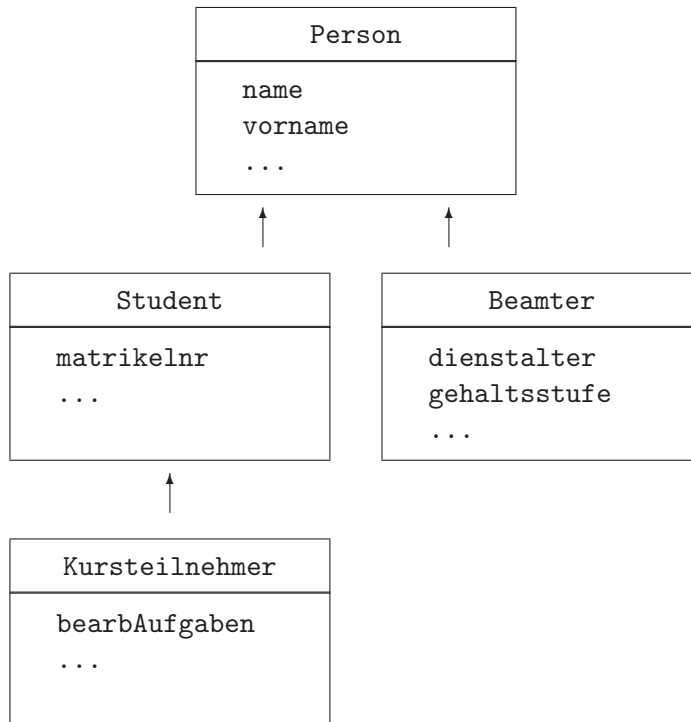 Person
name
vorname
...
Student
matrikelnr
...
Beamter
dienstalter
gehaltsstufe
...
Kursteilnehmer
bearbAufgaben
...